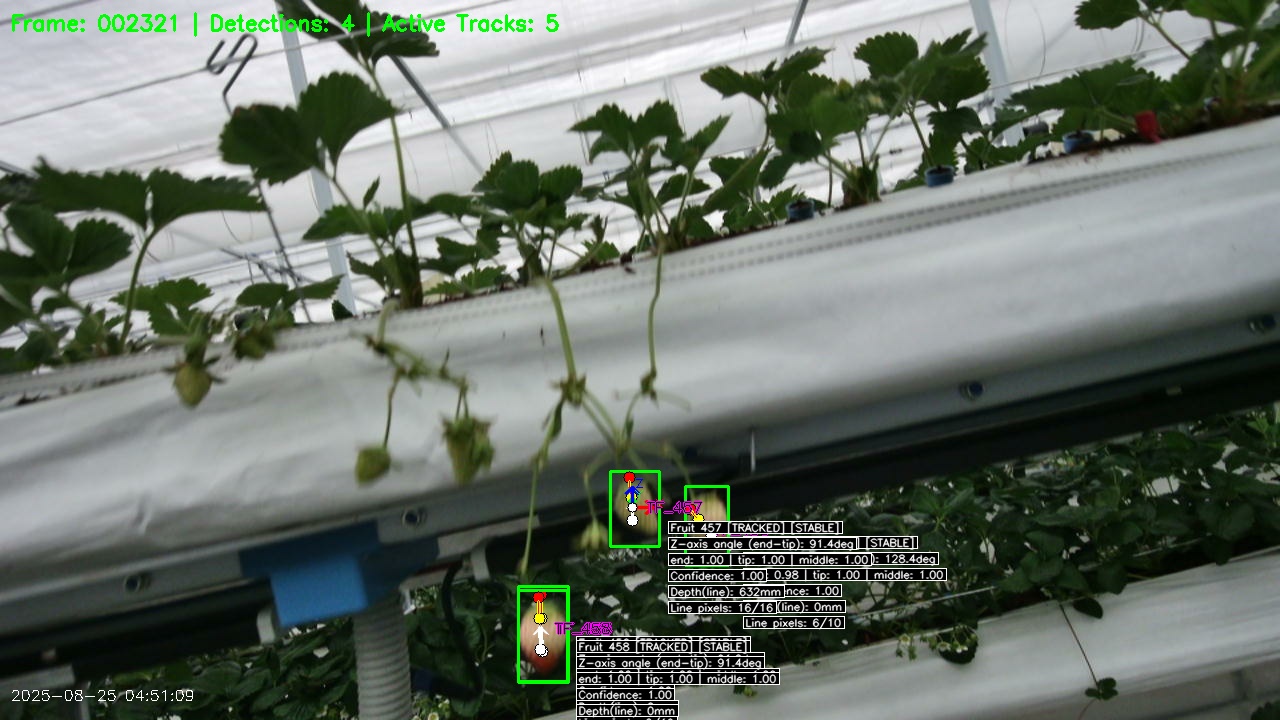 Frame: 002321 | Detections: 4 | Active Tracks: 5
TF_457
Fruit 457 [TRACKED] [STABLE]
Z-axis angle (end-tip): 91.4deg
[STABLE]
end: 1.00 | tip: 1.00 | middle: 1.00
: 128.4deg
Confidence: 1.00
0.98 | tip: 1.00 | middle: 1.00
Depth(line): 632mm
nce: 1.00
Line pixels: 16/16
(line): 0mm
Line pixels: 6/10
TF_458
Fruit 458 [TRACKED] [STABLE]
Z-axis angle (end-tip): 91.4deg
end: 1.00 | tip: 1.00 | middle: 1.00
Confidence: 1.00
Depth(line): 0mm
2025-08-25 04:51:09